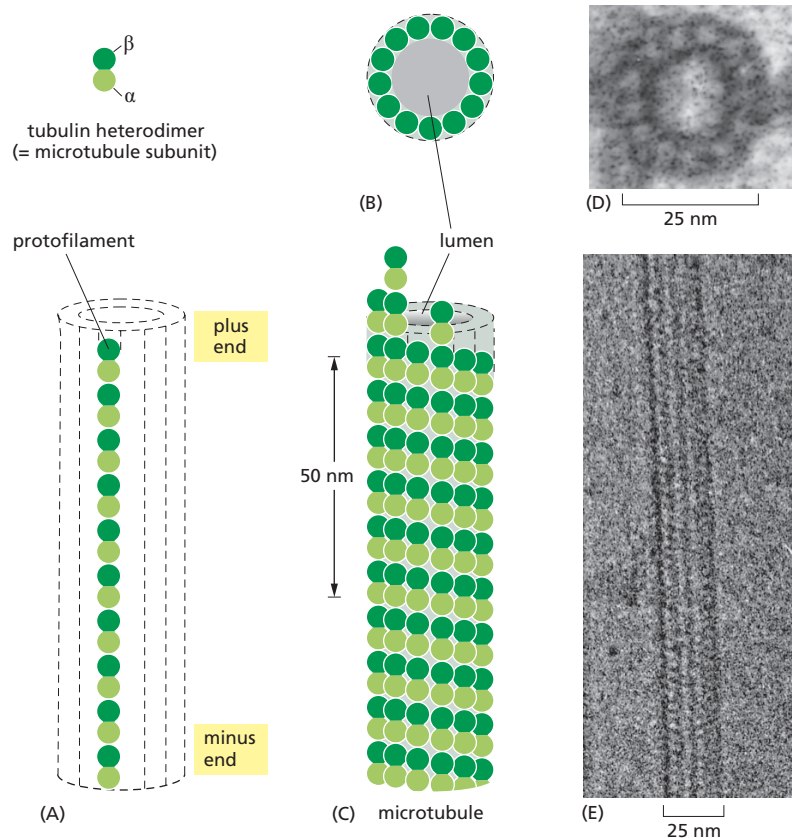 β
α
tubulin heterodimer
(= microtubule subunit)
(B)
(D)
25 nm
protofilament
lumen
plus
end
50 nm
minus
end
(A)
(C)
microtubule
(E)
25 nm